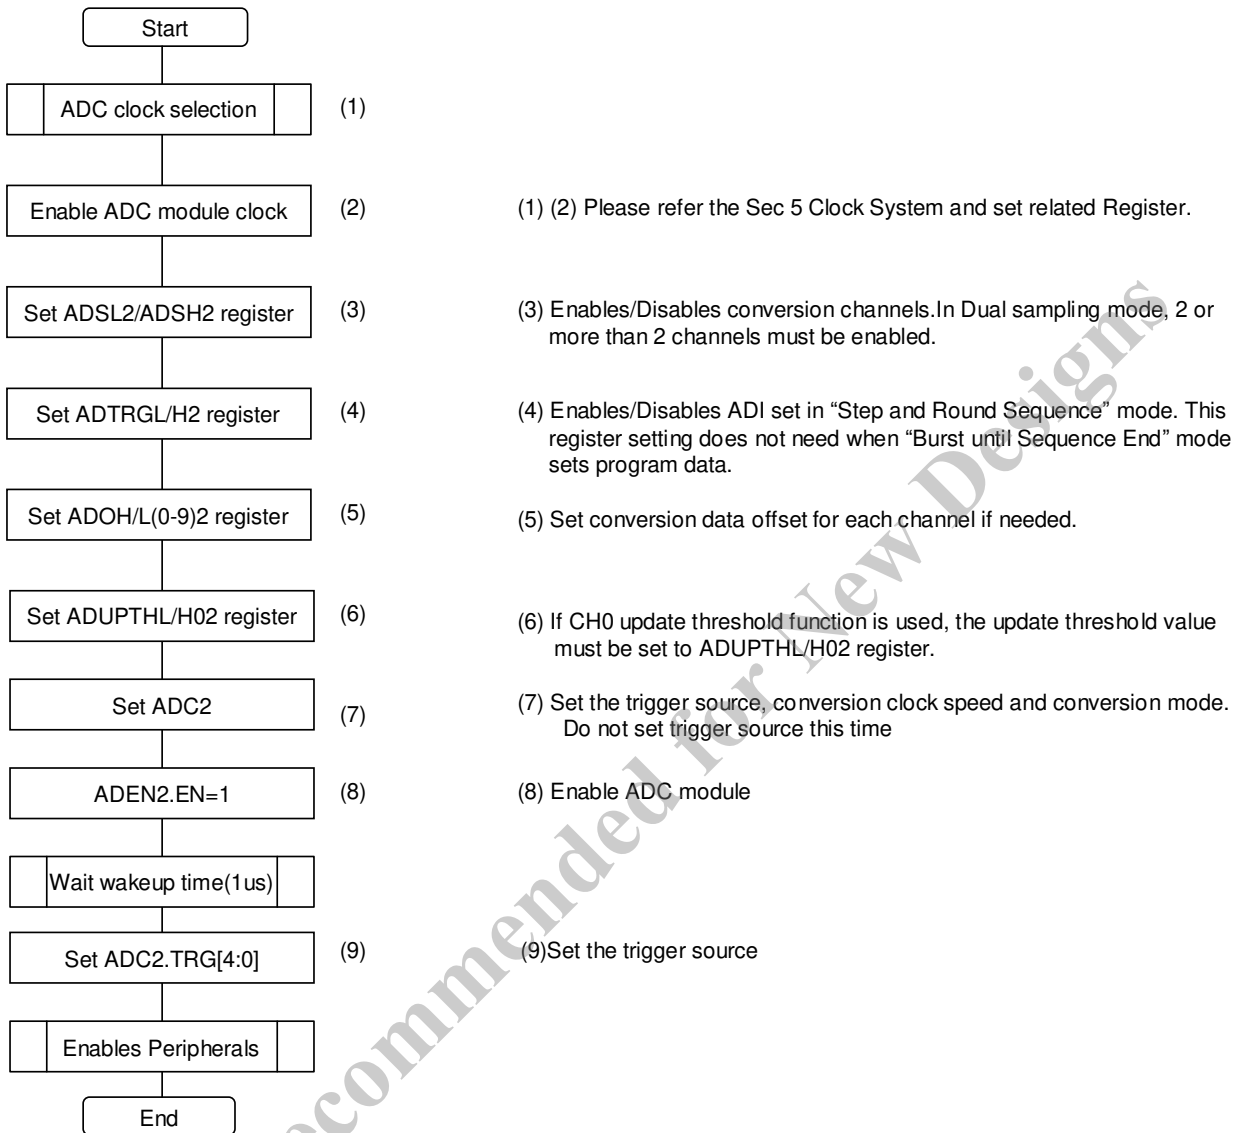 Start
ADC clock selection
(1)
Enable ADC module clock
(2)
(1) (2) Please refer the Sec 5 Clock System and set related Register.
Set ADSL2/ADSH2 register
(3)
(3) Enables/Disables conversion channels.In Dual sampling mode, 2 or
more than 2 channels must be enabled.
Set ADTRGL/H2 register
(4)
(4) Enables/Disables ADI set in “Step and Round Sequence” mode. This
register setting does not need when “Burst until Sequence End” mode
sets program data.
Set ADOH/L(0-9)2 register
(5)
(5) Set conversion data offset for each channel if needed.
Set ADUPTHL/H02 register
(6)
(6) If CH0 update threshold function is used, the update threshold value
must be set to ADUPTHL/H02 register.
Set ADC2
(7)
(7) Set the trigger source, conversion clock speed and conversion mode.
Do not set trigger source this time
ADEN2.EN=1
(8)
(8) Enable ADC module
Wait wakeup time(1us)
Set ADC2.TRG[4:0]
(9)
(9)Set the trigger source
Enables Peripherals
End
ecommended for New Designs